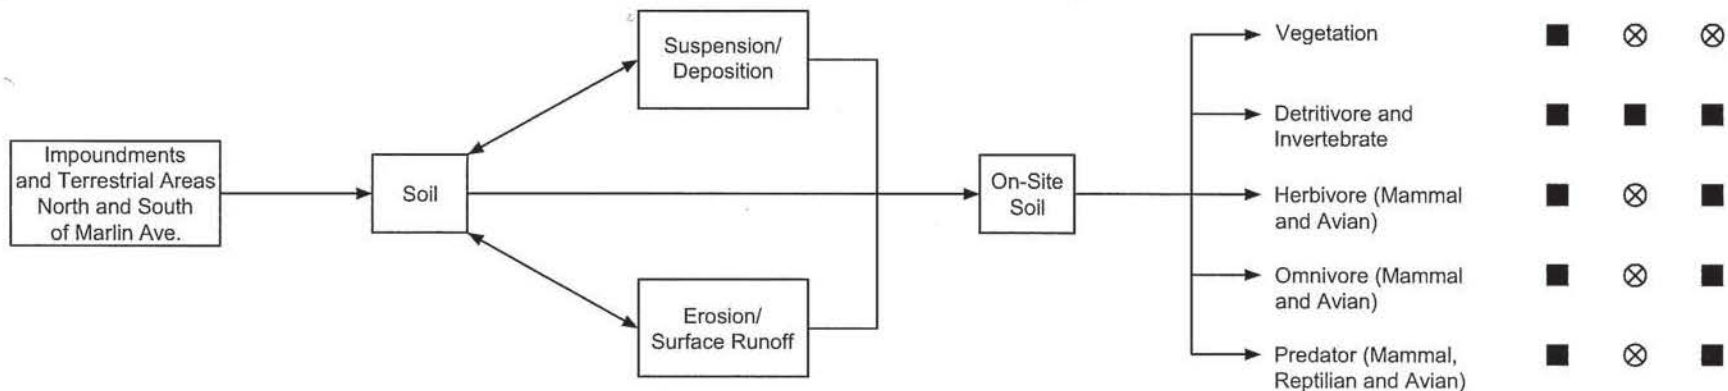 Impoundments
and Terrestrial Areas
North and South
of Marlin Ave.
Soil
Suspension/
Deposition
Erosion/
Surface Runoff
On-Site
Soil
Vegetation
Detritivore and
Invertebrate
Herbivore (Mammal
and Avian)
Omnivore (Mammal
and Avian)
Predator (Mammal,
Reptilian and Avian)